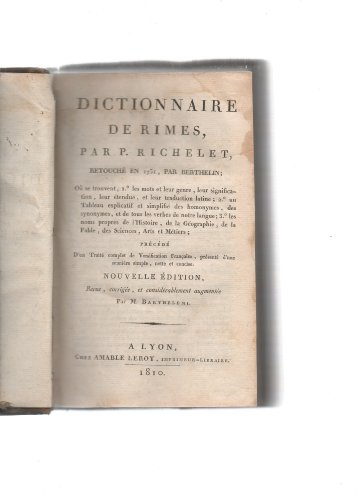 DICTIONNAIRE
DE RIMES,
PAR P. RICHELET,
RETOUCHÉ EN 1751, PAR BERTHELIN;
Où se trouvent, 1.º les mots et leur genre, leur signification
, leur étendue, et leur traduction latine; 2.º un
Tableau explicatif et simplifié des homonymes, des
synonymes, et de tous les verbes de notre langue; 3.º les
noms propres de l'Histoire, de la Géographie, de la
Fable, des Sciences, Arts et Métiers;
PRÉCÉDÉ
D'un Traité complet de Versification Française, présenté d'une
manière simple, nette et concise.
NOUVELLE ÉDITION,
Revue, corrigée, et considérablement augmentée
Par M. BARTHELEMI.
A LYON,
Chez AMABLE LEROY, IMPRIMEUR-LIBRAIRE.
1810.